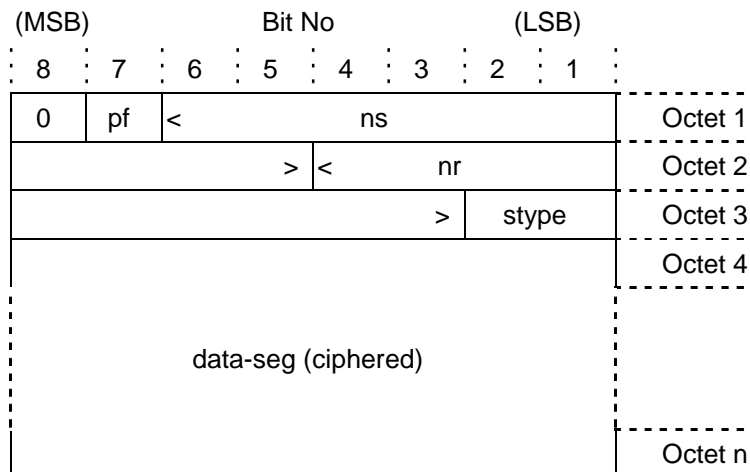 (MSB) Bit No (LSB)
8 7 6 5 4 3 2 1
0 pf < ns Octet 1
> < nr Octet 2
> stype Octet 3
Octet 4
data-seg (ciphered)
Octet n